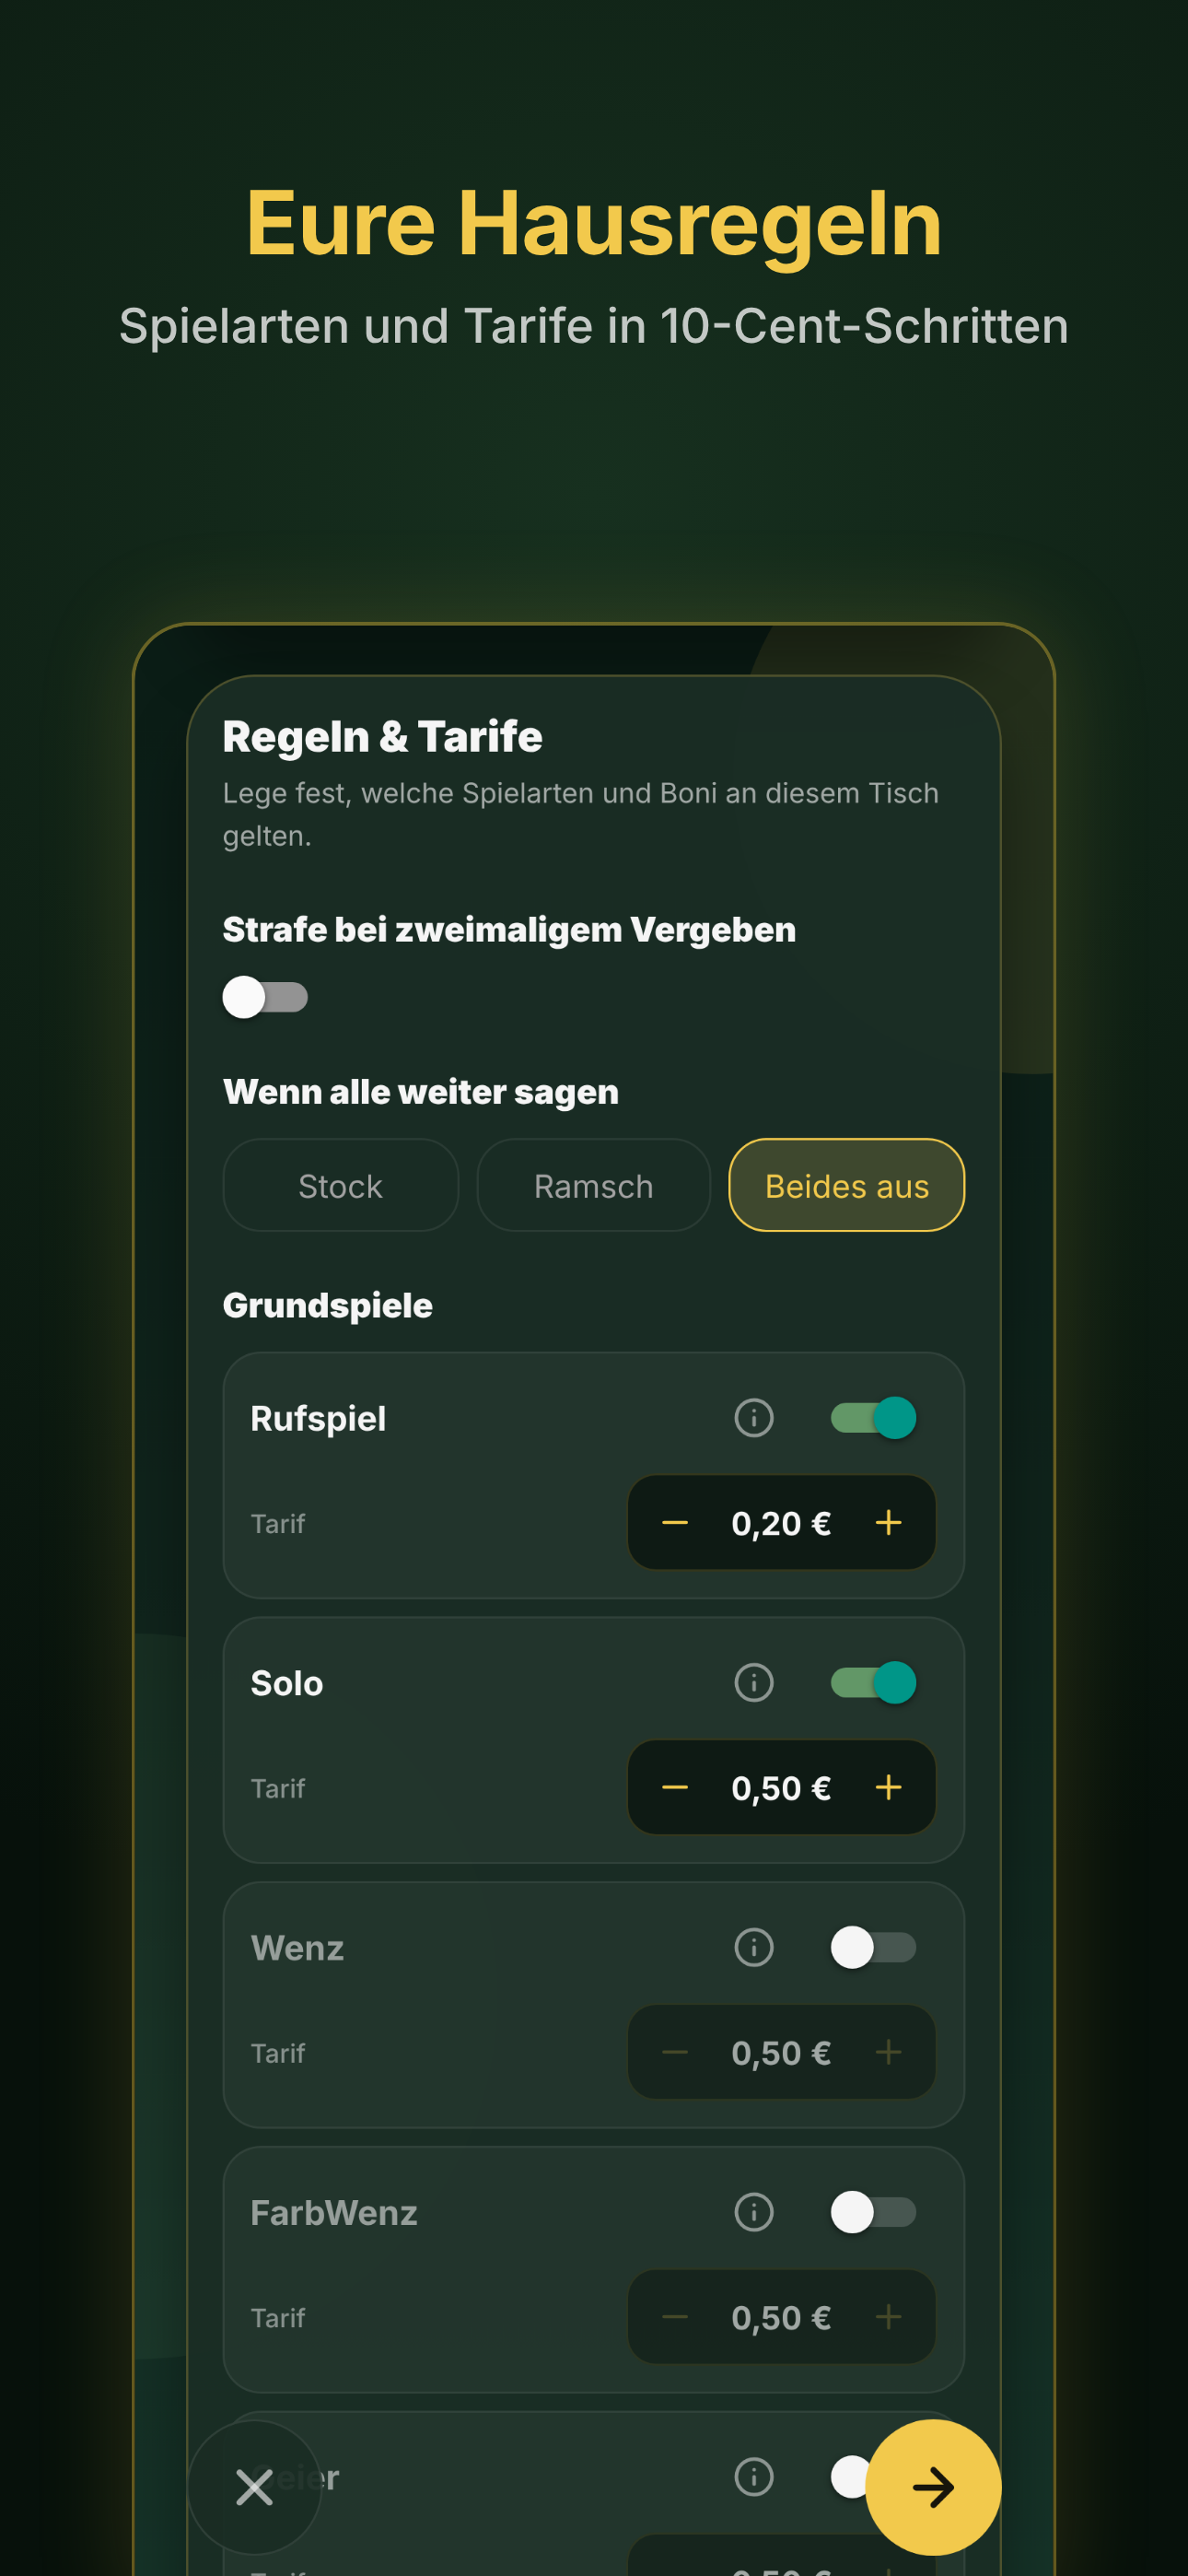 Eure Hausregeln
Spielarten und Tarife in 10-Cent-Schritten
Regeln & Tarife
Lege fest, welche Spielarten und Boni an diesem Tisch
gelten.
Strafe bei zweimaligem Vergeben
Wenn alle weiter sagen
Stock Ramsch Beides aus
Grundspiele
Rufspiel
Tarif − 0,20 € +
Solo
Tarif − 0,50 € +
Wenz
Tarif − 0,50 € +
FarbWenz
Tarif − 0,50 € +
Geier